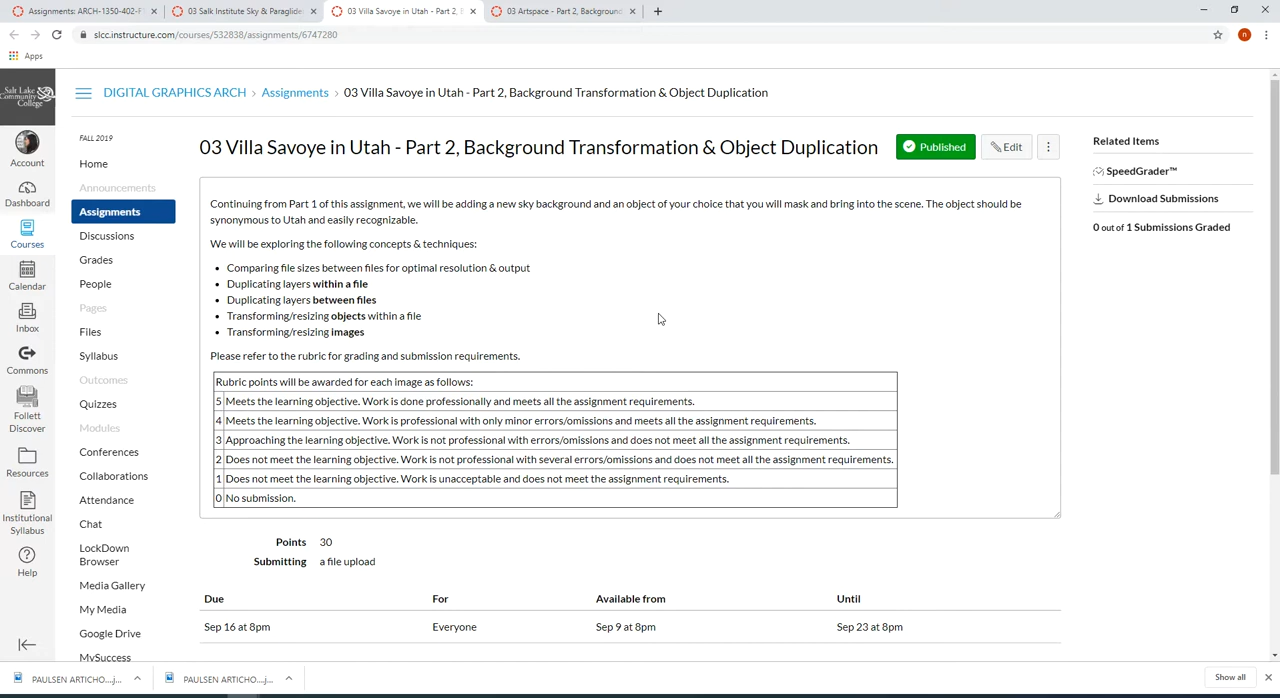 Assignments: ARCH-1350-402-F
03 Salk Institute Sky & Paraglide
03 Villa Savoye in Utah - Part 2,
03 Artspace - Part 2, Background
slcc.instructure.com/courses/532838/assignments/6747280
n
Apps
Salt Lake
Community
College
DIGITAL GRAPHICS ARCH > Assignments > 03 Villa Savoye in Utah - Part 2, Background Transformation & Object Duplication
Account
Dashboard
Courses
Calendar
Inbox
Commons
Follett
Discover
Resources
Institutional
Syllabus
Help
FALL 2019
Home
Announcements
Assignments
Discussions
Grades
People
Pages
Files
Syllabus
Outcomes
Quizzes
Modules
Conferences
Collaborations
Attendance
Chat
LockDown
Browser
Media Gallery
My Media
Google Drive
MySuccess
03 Villa Savoye in Utah - Part 2, Background Transformation & Object Duplication
Published
Edit
Continuing from Part 1 of this assignment, we will be adding a new sky background and an object of your choice that you will mask and bring into the scene. The object should be
synonymous to Utah and easily recognizable.
We will be exploring the following concepts & techniques:
• Comparing file sizes between files for optimal resolution & output
• Duplicating layers within a file
• Duplicating layers between files
• Transforming/resizing objects within a file
• Transforming/resizing images
Please refer to the rubric for grading and submission requirements.
Rubric points will be awarded for each image as follows:
5 Meets the learning objective. Work is done professionally and meets all the assignment requirements.
4 Meets the learning objective. Work is professional with only minor errors/omissions and meets all the assignment requirements.
3 Approaching the learning objective. Work is not professional with errors/omissions and does not meet all the assignment requirements.
2 Does not meet the learning objective. Work is not professional with several errors/omissions and does not meet all the assignment requirements.
1 Does not meet the learning objective. Work is unacceptable and does not meet the assignment requirements.
0 No submission.
Points 30
Submitting a file upload
Due For Available from Until
Sep 16 at 8pm Everyone Sep 9 at 8pm Sep 23 at 8pm
Related Items
SpeedGrader™
Download Submissions
0 out of 1 Submissions Graded
PAULSEN ARTICHO....j...
PAULSEN ARTICHO....j...
Show all